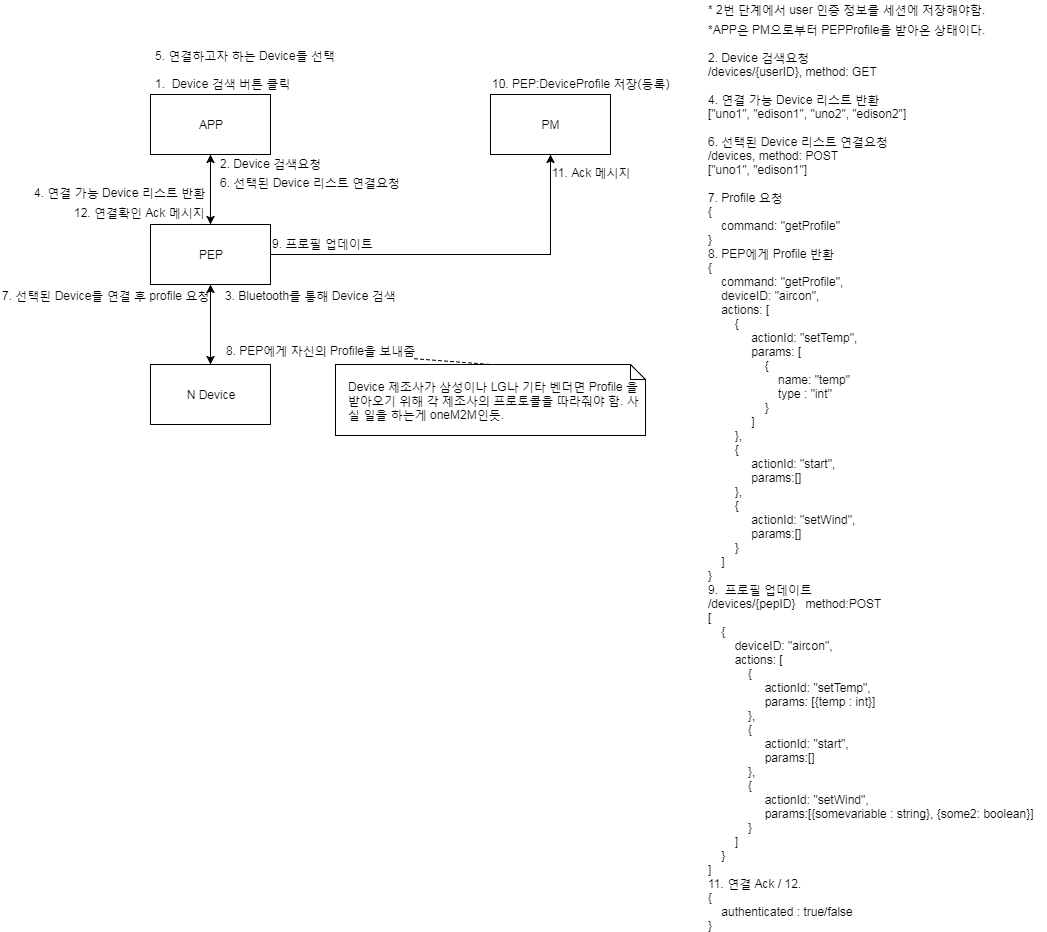 5. 연결하고자 하는 Device들 선택
1. Device 검색 버튼 클릭
APP
10. PEP:DeviceProfile 저장(등록)
PM
2. Device 검색요청
6. 선택된 Device 리스트 연결요청
11. Ack 메시지
4. 연결 가능 Device 리스트 반환
12. 연결확인 Ack 메시지
PEP
9. 프로필 업데이트
7. 선택된 Device들 연결 후 profile 요청
3. Bluetooth를 통해 Device 검색
8. PEP에게 자신의 Profile을 보내줌
N Device
Device 제조사가 삼성이나 LG나 기타 벤더면 Profile 을
받아오기 위해 각 제조사의 프로토콜을 따라줘야 함. 사
실 일을 하는게 oneM2M인듯.
* 2번 단계에서 user 인증 정보를 세션에 저장해야함.
*APP은 PM으로부터 PEPProfile을 받아온 상태이다.
2. Device 검색요청
/devices/{userID}, method: GET
4. 연결 가능 Device 리스트 반환
["uno1", "edison1", "uno2", "edison2"]
6. 선택된 Device 리스트 연결요청
/devices, method: POST
["uno1", "edison1"]
7. Profile 요청
{
command: "getProfile"
}
8. PEP에게 Profile 반환
{
command: "getProfile",
deviceID: "aircon",
actions: [
{
actionId: "setTemp",
params: [
{
name: "temp"
type : "int"
}
]
},
{
actionId: "start",
params:[]
},
{
actionId: "setWind",
params:[]
}
]
}
9. 프로필 업데이트
/devices/{pepID} method:POST
[
{
deviceID: "aircon",
actions: [
{
actionId: "setTemp",
params: [{temp : int}]
},
{
actionId: "start",
params:[]
},
{
actionId: "setWind",
params:[{somevariable : string}, {some2: boolean}]
}
]
}
]
11. 연결 Ack / 12.
{
authenticated : true/false
}